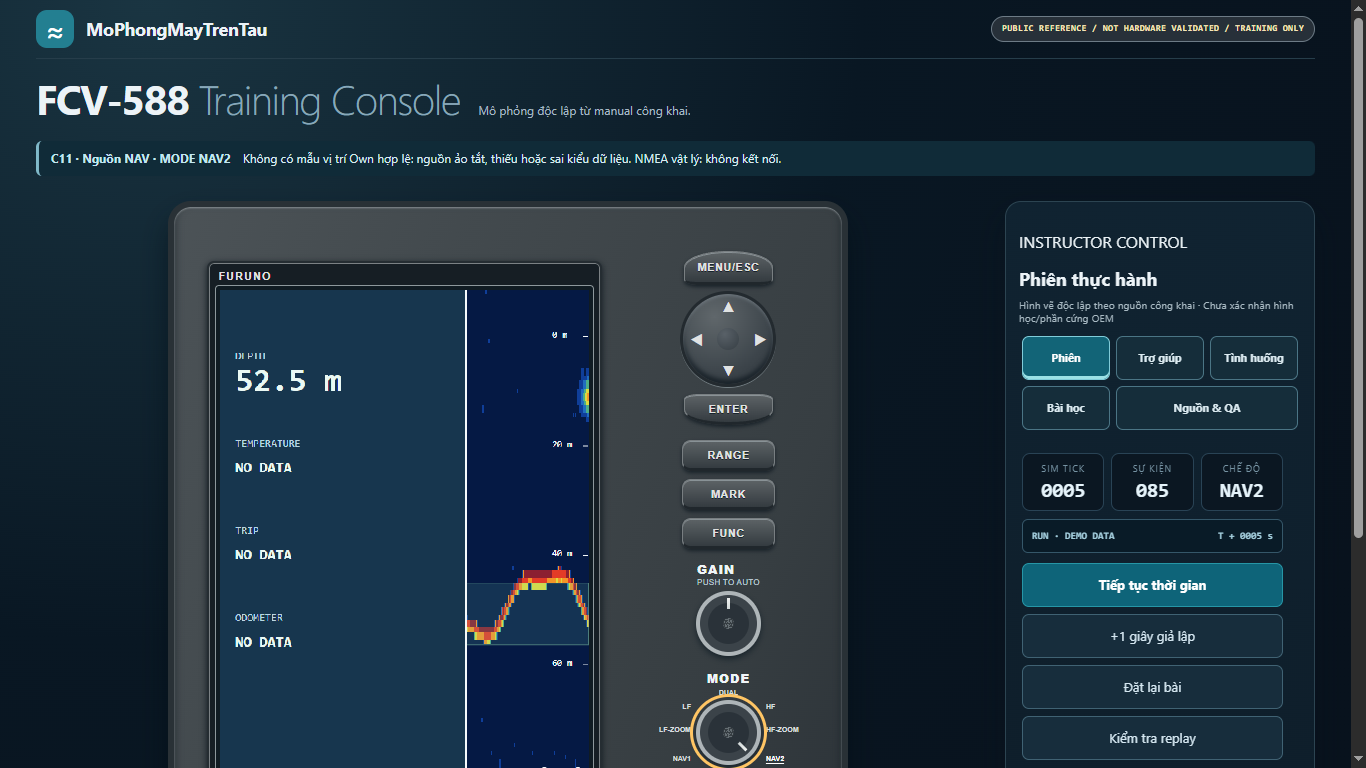 ≈ MoPhongMayTrenTau
PUBLIC REFERENCE / NOT HARDWARE VALIDATED / TRAINING ONLY
FCV-588 Training Console Mô phỏng độc lập từ manual công khai.
C11 · Nguồn NAV · MODE NAV2 Không có mẫu vị trí Own hợp lệ: nguồn ảo tắt, thiếu hoặc sai kiểu dữ liệu. NMEA vật lý: không kết nối.
FURUNO
DEPTH
52.5 m
TEMPERATURE
NO DATA
TRIP
NO DATA
ODOMETER
NO DATA
0 m
20 m
40 m
60 m
MENU/ESC
ENTER
RANGE
MARK
FUNC
GAIN
PUSH TO AUTO
MODE
DUAL
LF HF
LF-ZOOM HF-ZOOM
NAV1 NAV2
INSTRUCTOR CONTROL
Phiên thực hành
Hình vẽ độc lập theo nguồn công khai · Chưa xác nhận hình
học/phần cứng OEM
Phiên Trợ giúp Tình huống
Bài học Nguồn & QA
SIM TICK SỰ KIỆN CHẾ ĐỘ
0005 085 NAV2
RUN · DEMO DATA T + 0005 s
Tiếp tục thời gian
+1 giây giả lập
Đặt lại bài
Kiểm tra replay